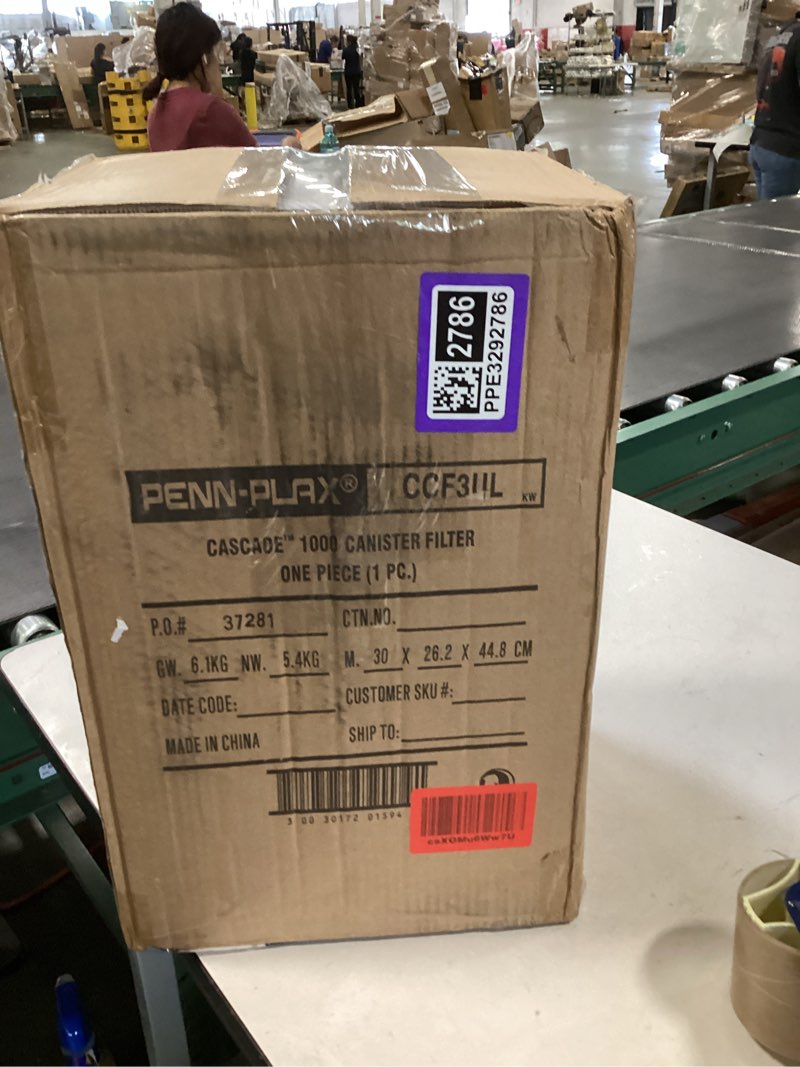 2786
PPE3292786
PENN-PLAX® CCF3UL KW
CASCADE™ 1000 CANISTER FILTER
ONE PIECE (1 PC.)
P.O.# 37281 CTN.NO.
GW. 6.1KG NW. 5.4KG M. 30 X 26.2 X 44.8 CM
DATE CODE: CUSTOMER SKU#:
MADE IN CHINA SHIP TO:
3 00 30172 01594